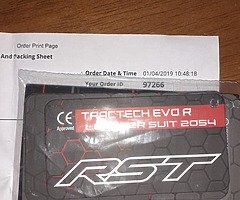 Order Print Page
And Packing Sheet
Order Date & Time 01/04/2019 10:48:18
Your Order ID 97266
CE
Approved
TRACTECH EVO R
SUIT 2054
RST